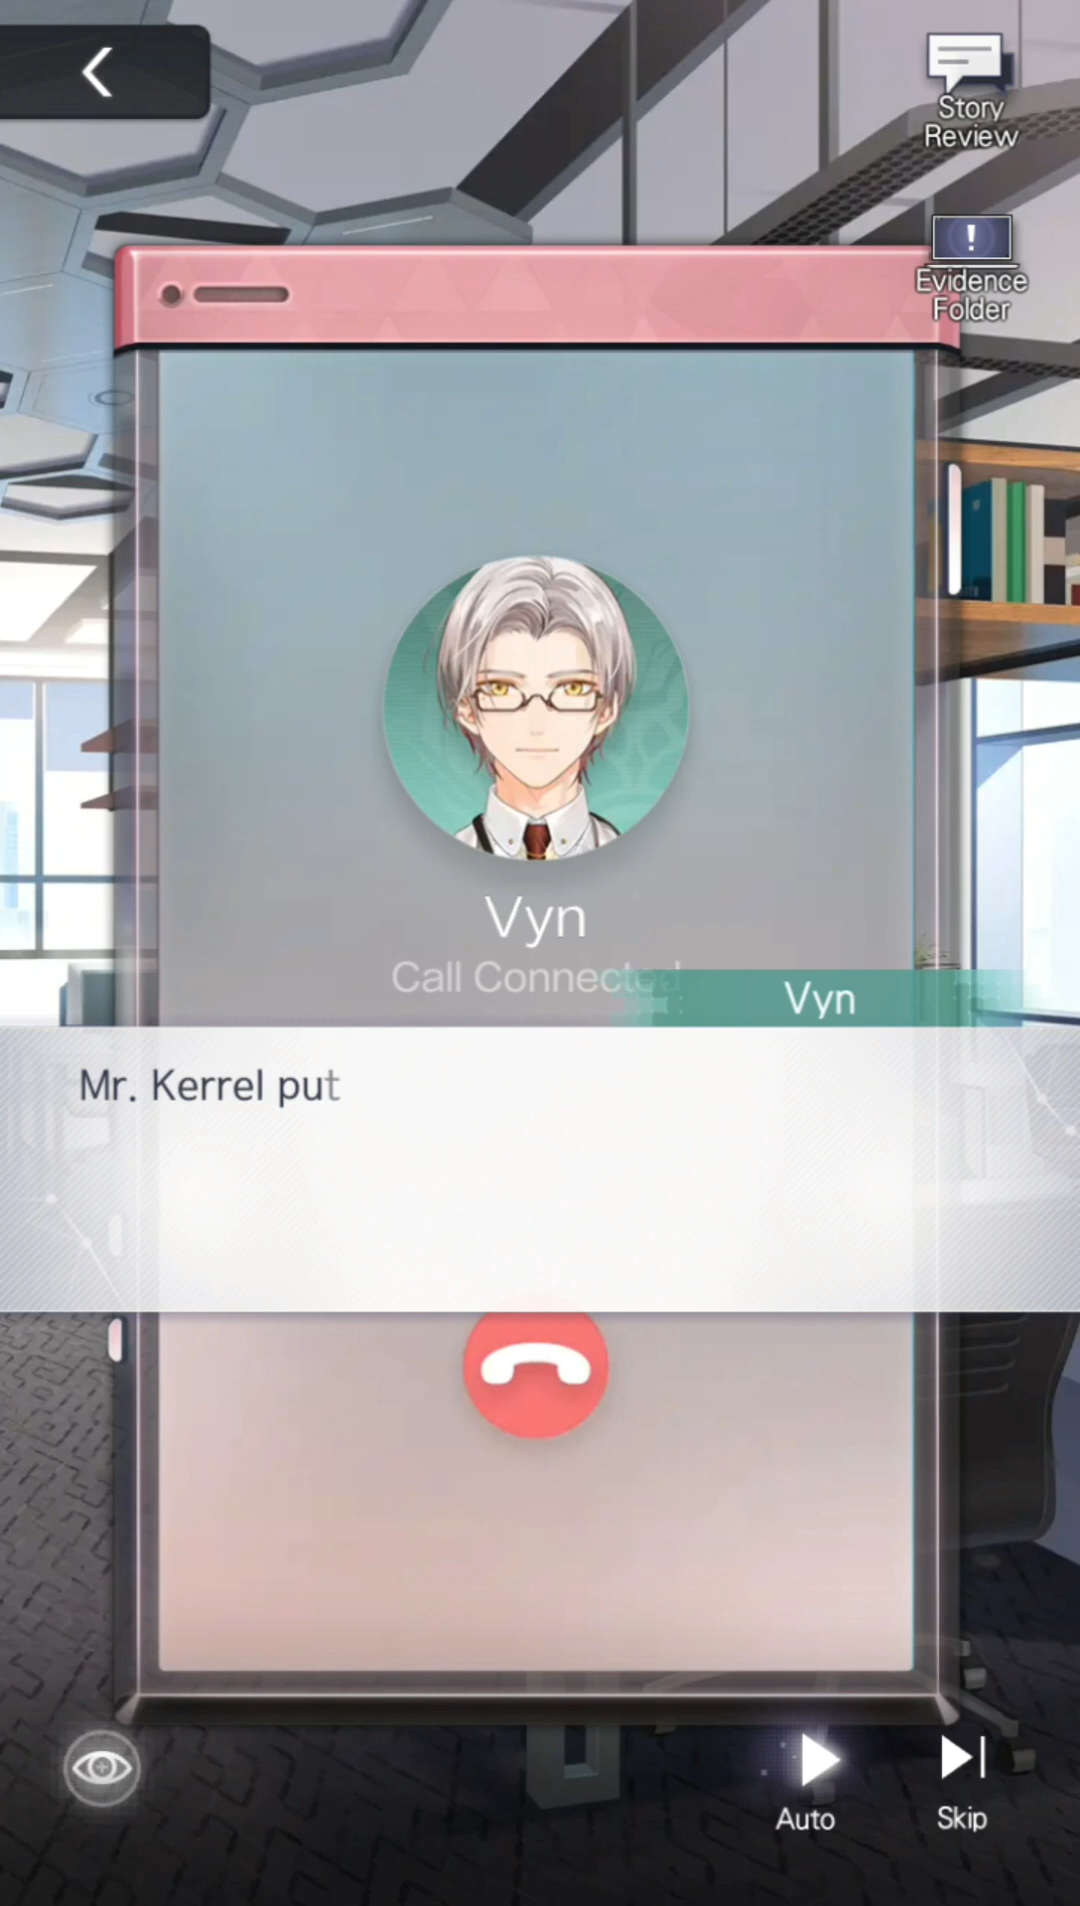 Story
Review
!
Evidence
Folder
Vyn
Call Connected
Vyn
Mr. Kerrel put
Auto
Skip